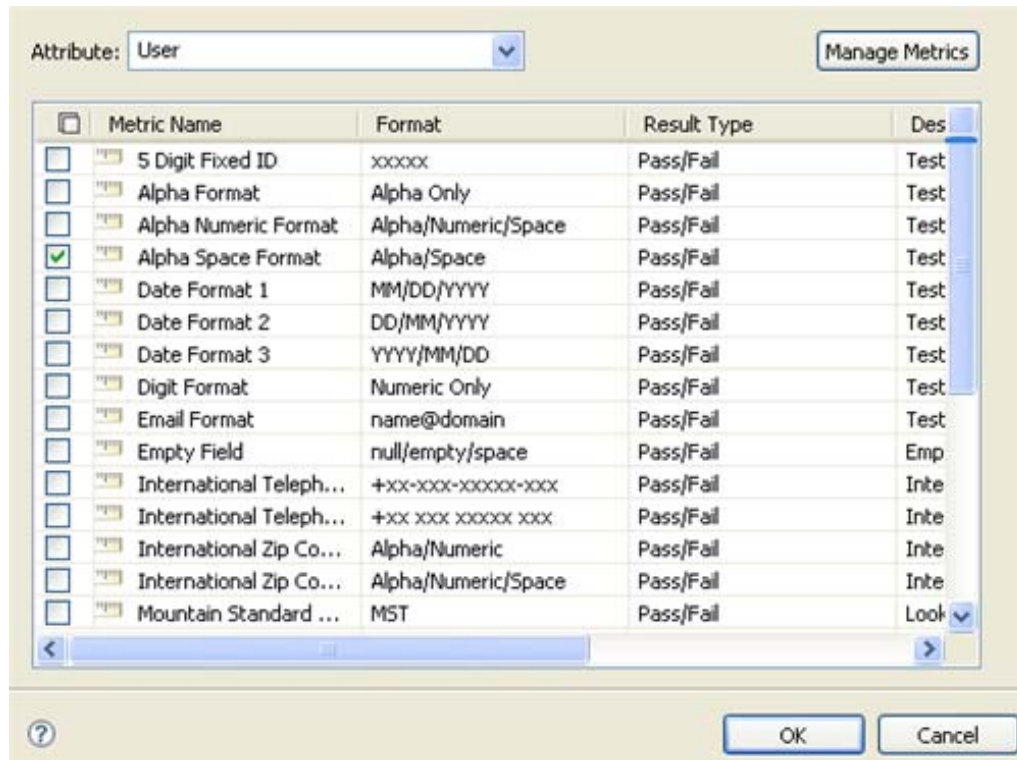 Attribute: User Manage Metrics
Metric Name Format Result Type Des
5 Digit Fixed ID xxxxx Pass/Fail Test
Alpha Format Alpha Only Pass/Fail Test
Alpha Numeric Format Alpha/Numeric/Space Pass/Fail Test
Alpha Space Format Alpha/Space Pass/Fail Test
Date Format 1 MM/DD/YYYY Pass/Fail Test
Date Format 2 DD/MM/YYYY Pass/Fail Test
Date Format 3 YYYY/MM/DD Pass/Fail Test
Digit Format Numeric Only Pass/Fail Test
Email Format name@domain Pass/Fail Test
Empty Field null/empty/space Pass/Fail Emp
International Teleph... +xx-xxx-xxxxx-xxx Pass/Fail Inte
International Teleph... +xx xxx xxxxx xxx Pass/Fail Inte
International Zip Co... Alpha/Numeric Pass/Fail Inte
International Zip Co... Alpha/Numeric/Space Pass/Fail Inte
Mountain Standard ... MST Pass/Fail Look
? OK Cancel